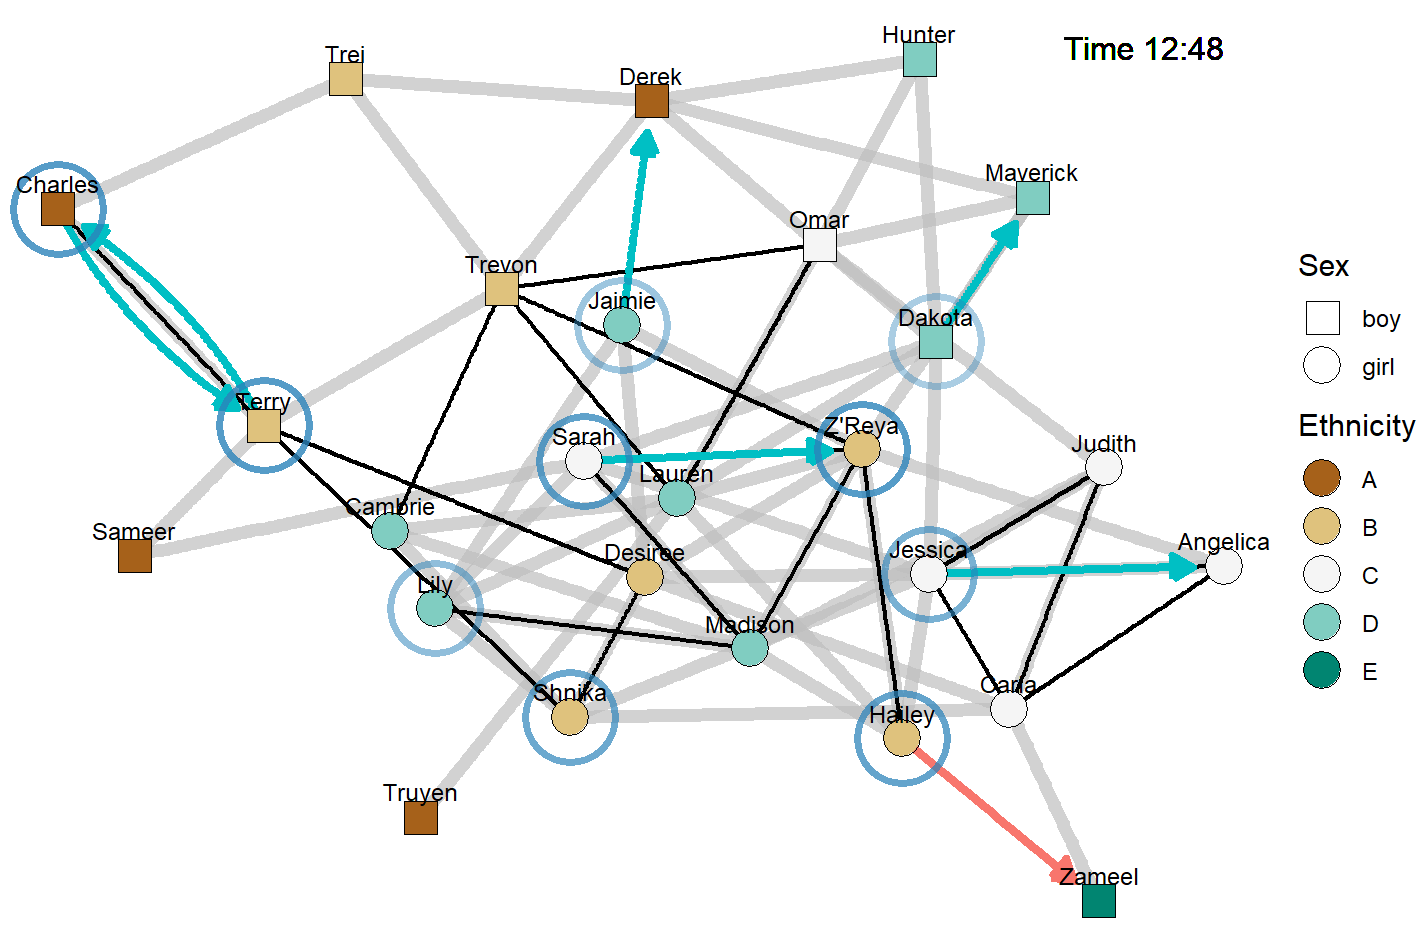 Hunter
Time 12:48
Trei
Derek
Maverick
Charles
Omar
Trevon
Jaimie
Dakota
Sex
boy
girl
Terry
Sarah
Z'Reya
Judith
Ethnicity
Lauren
A
Cambrie
Sameer
B
Desiree
Jessica
Angelica
C
Lily
Madison
D
Shnika
Carla
E
Hailey
Truyen
Zameel